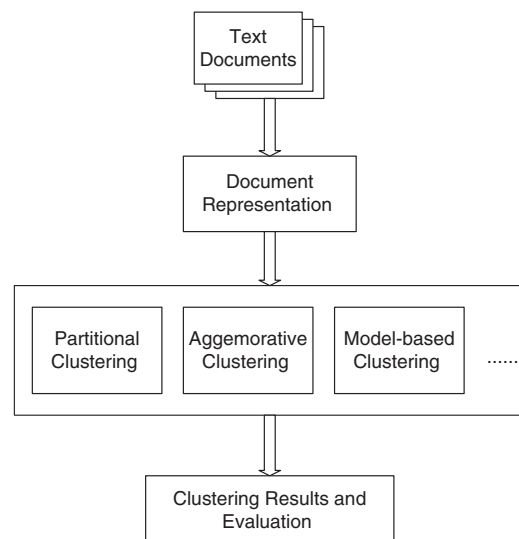 Text
Documents
Document
Representation
Partitional
Clustering
Aggemorative
Clustering
Model-based
Clustering
......
Clustering Results and
Evaluation